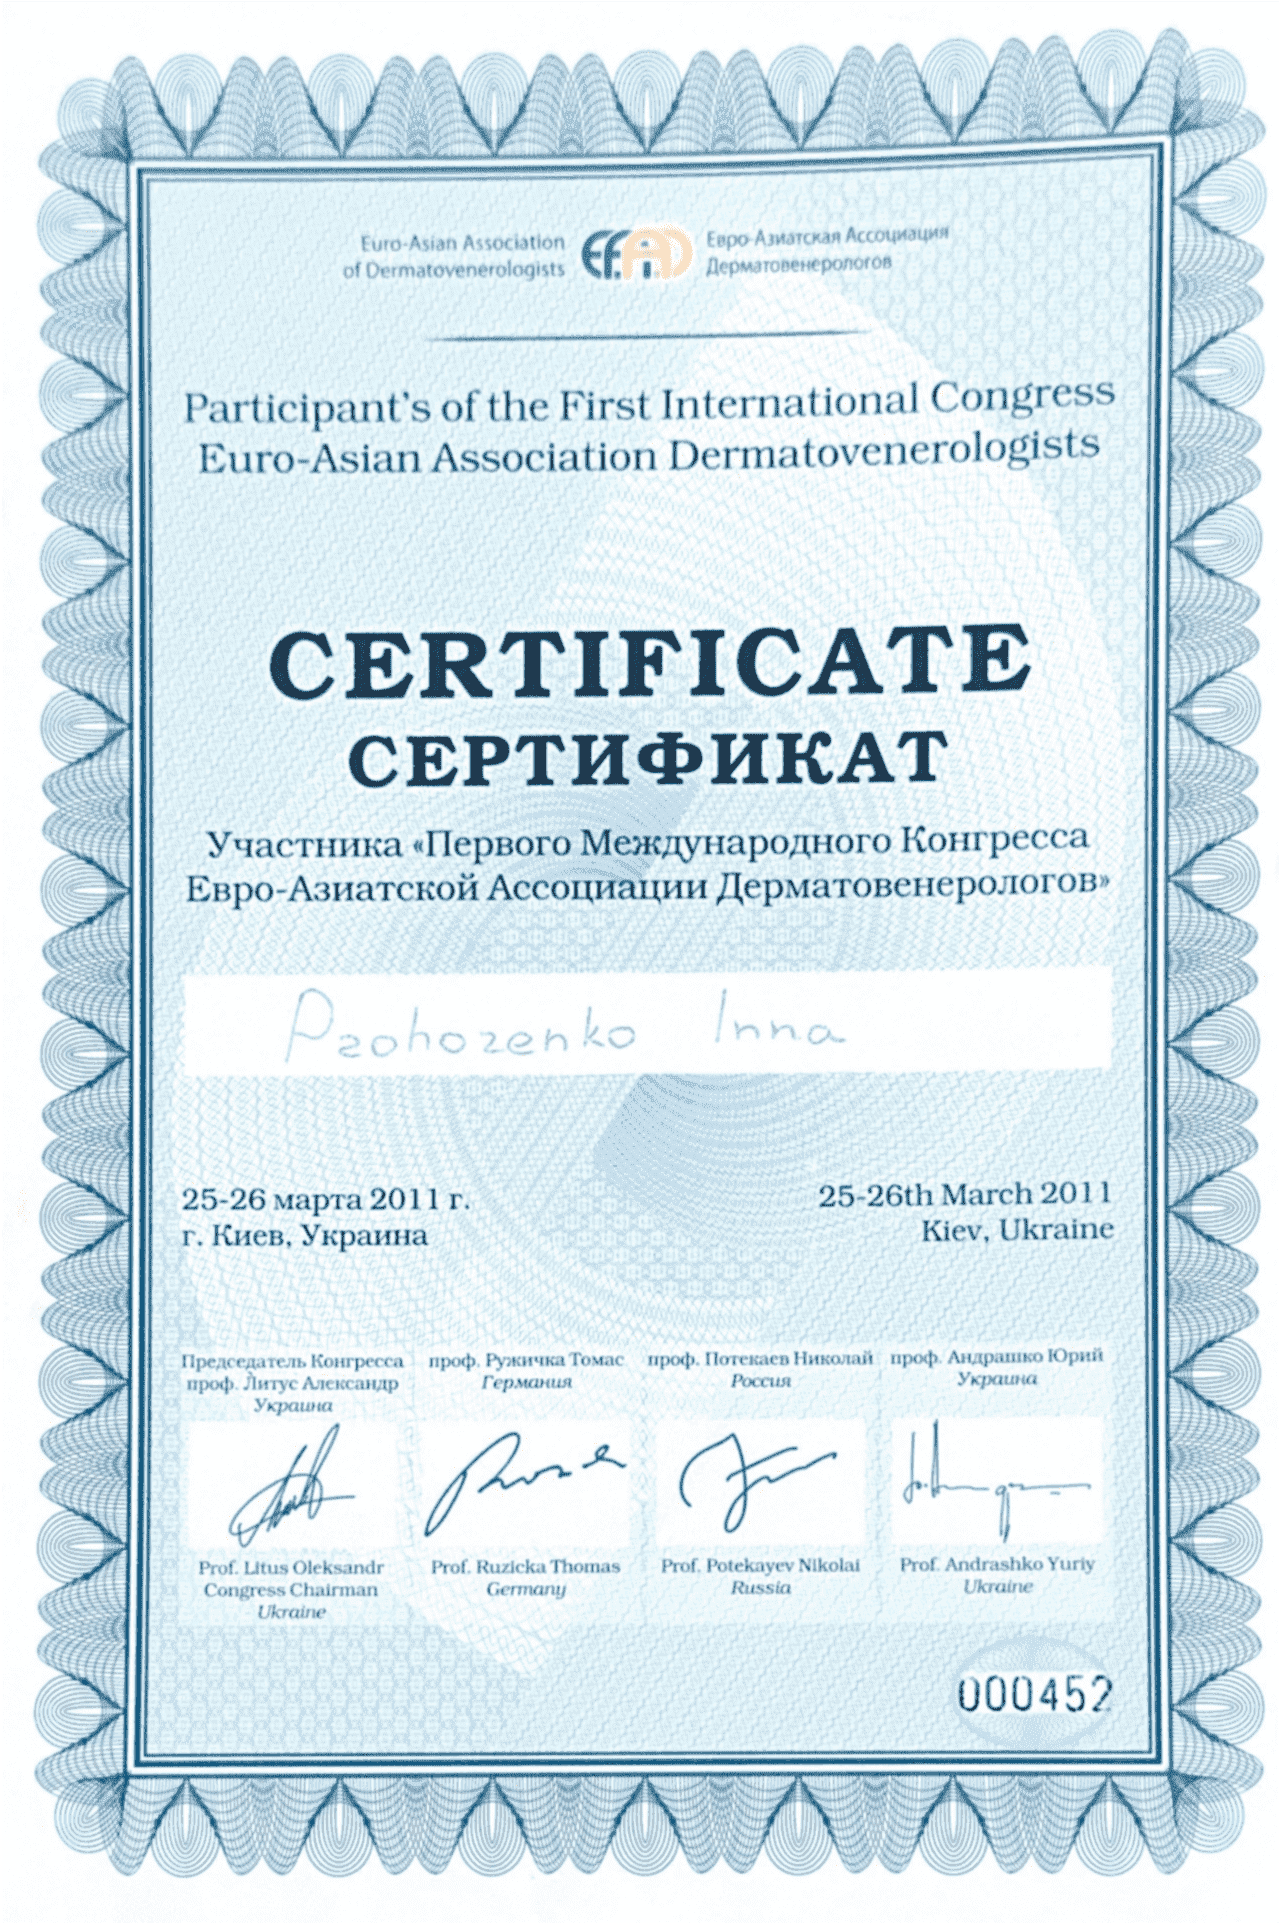 Euro-Asian Association
of Dermatovenerologists
EAAD
Евро-Азиатская Ассоциация
Дерматовенерологов
Participant's of the First International Congress
Euro-Asian Association Dermatovenerologists
CERTIFICATE
СЕРТИФИКАТ
Участника «Первого Международного Конгресса
Евро-Азиатской Ассоциации Дерматовенерологов»
Prohorenko Inna
25-26 марта 2011 г.
г. Киев, Украина
25-26th March 2011
Kiev, Ukraine
Председатель Конгресса
проф. Литус Александр
Украина
проф. Ружичка Томас
Германия
проф. Потекаев Николай
Россия
проф. Андрашко Юрий
Украина
Prof. Litus Oleksandr
Congress Chairman
Ukraine
Prof. Ruzicka Thomas
Germany
Prof. Potekayev Nikolai
Russia
Prof. Andrashko Yuriy
Ukraine
000452